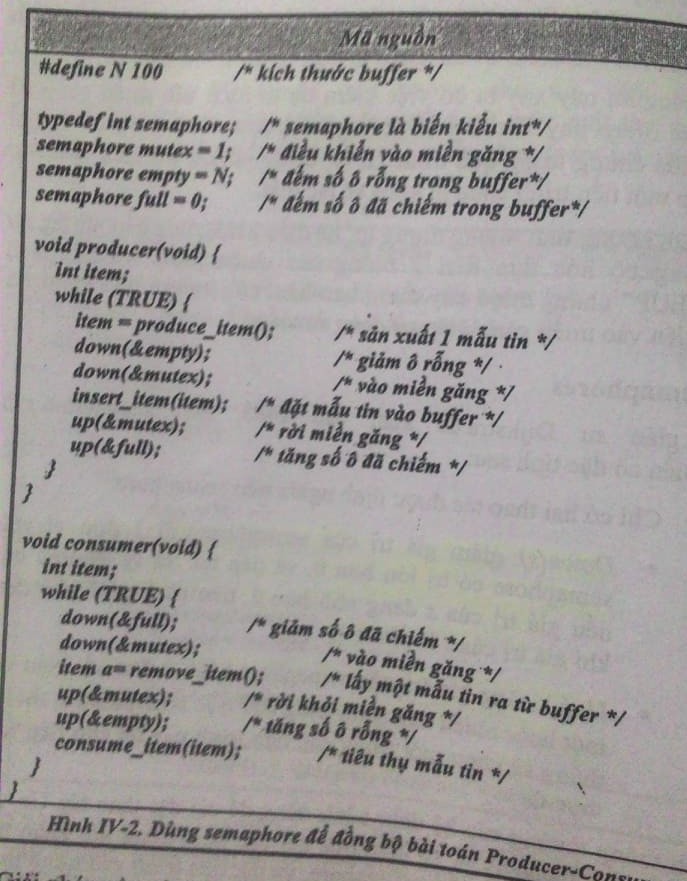 Mã nguồn
#define N 100 /* kích thước buffer */
typedef int semaphore; /* semaphore là biến kiểu int*/
semaphore mutex = 1; /* điều khiển vào miền găng */
semaphore empty = N; /* đếm số ô rỗng trong buffer*/
semaphore full = 0; /* đếm số ô đã chiếm trong buffer*/
void producer(void) {
int item;
while (TRUE) {
item = produce_item(); /* sản xuất 1 mẫu tin */
down(&empty); /* giảm ô rỗng */
down(&mutex); /* vào miền găng */
insert_item(item); /* đặt mẫu tin vào buffer */
up(&mutex); /* rời miền găng */
up(&full); /* tăng số ô đã chiếm */
}
}
void consumer(void) {
int item;
while (TRUE) {
down(&full); /* giảm số ô đã chiếm */
down(&mutex); /* vào miền găng */
item a= remove_item(); /* lấy một mẫu tin ra từ buffer */
up(&mutex); /* rời khỏi miền găng */
up(&empty); /* tăng số ô rỗng */
consume_item(item); /* tiêu thụ mẫu tin */
}
}
Hình IV-2. Dùng semaphore để đồng bộ bài toán